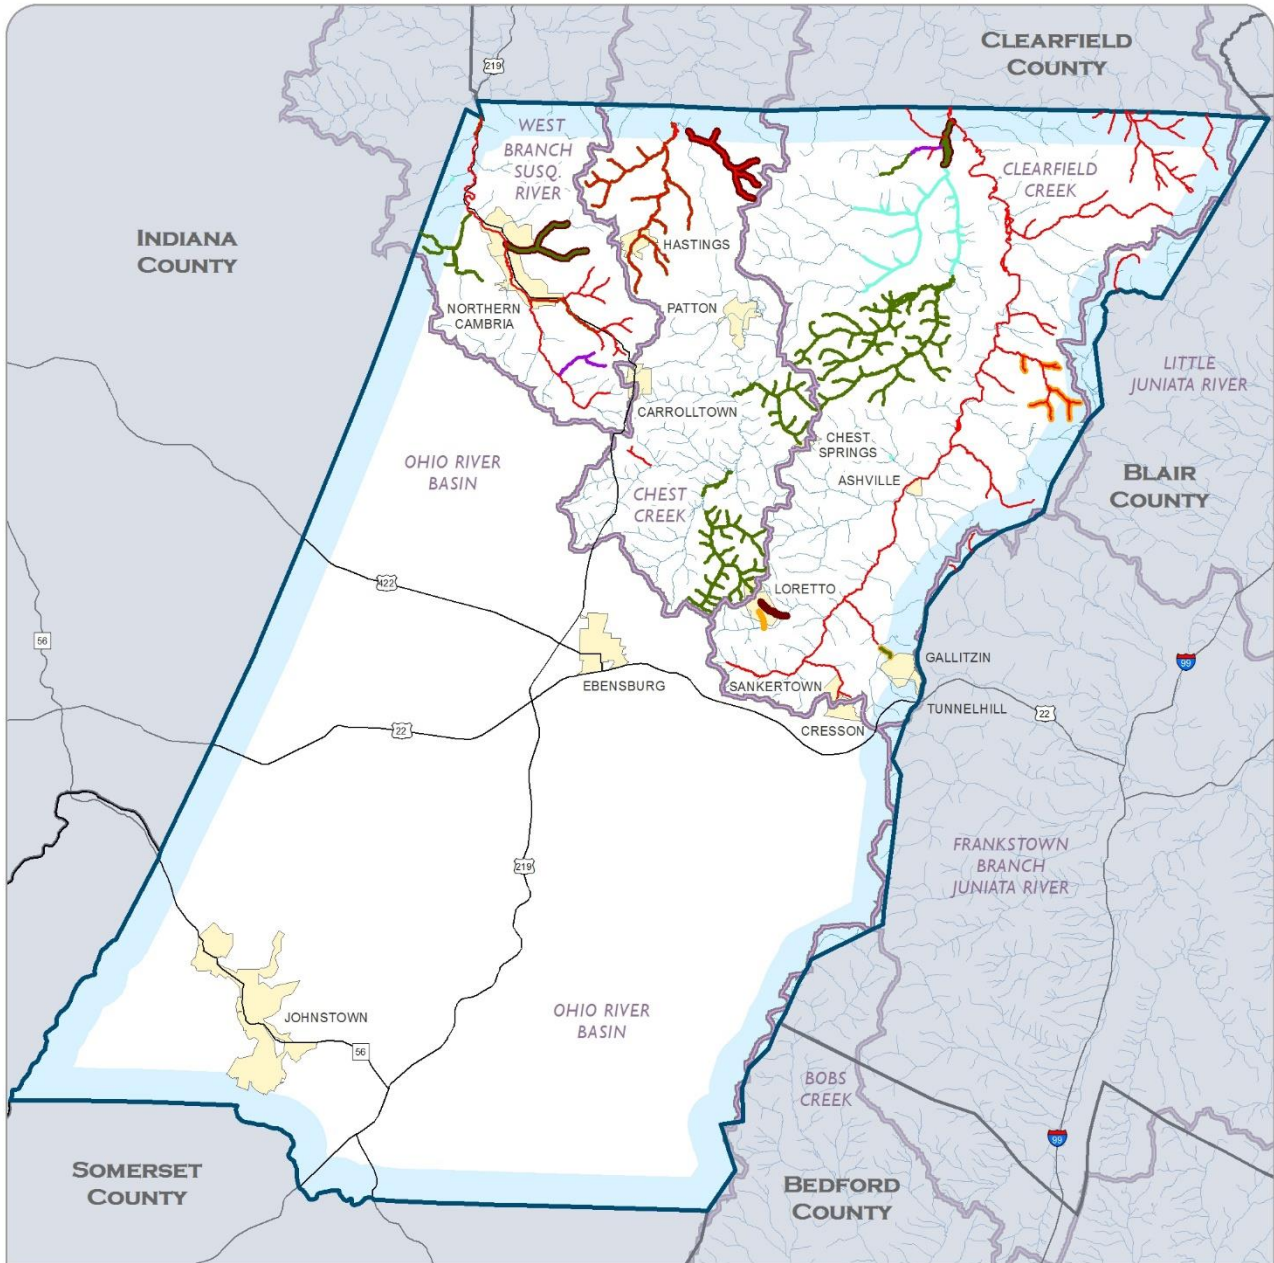 CLEARFIELD
COUNTY
219
WEST
BRANCH
SUSQ.
RIVER
CLEARFIELD
CREEK
INDIANA
COUNTY
HASTINGS
NORTHERN
CAMBRIA
PATTON
LITTLE
JUNIATA RIVER
CARROLLTOWN
OHIO RIVER
BASIN
CHEST
SPRINGS
ASHVILLE
BLAIR
COUNTY
CHEST
CREEK
422
LORETTO
56
GALLITZIN
99
EBENSBURG
SANKERTOWN
TUNNELHILL
22
22
CRESSON
FRANKSTOWN
BRANCH
JUNIATA RIVER
219
JOHNSTOWN
OHIO RIVER
BASIN
56
BOBS
CREEK
99
SOMERSET
COUNTY
BEDFORD
COUNTY